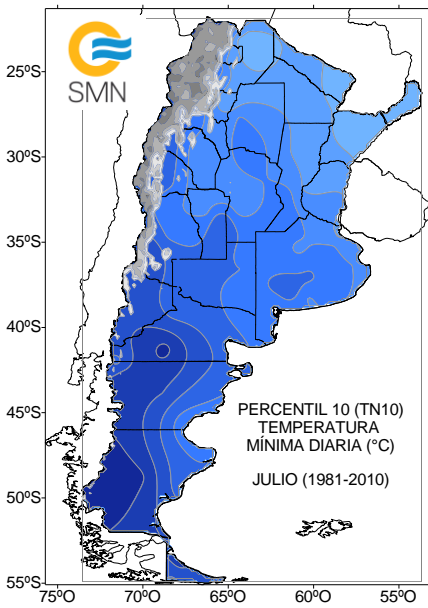 SMN
25ºS
30ºS
35ºS
40ºS
45ºS
50ºS
55ºS
PERCENTIL 10 (TN10)
TEMPERATURA
MÍNIMA DIARIA (°C)
JULIO (1981-2010)
75ºO
70ºO
65ºO
60ºO
55ºO